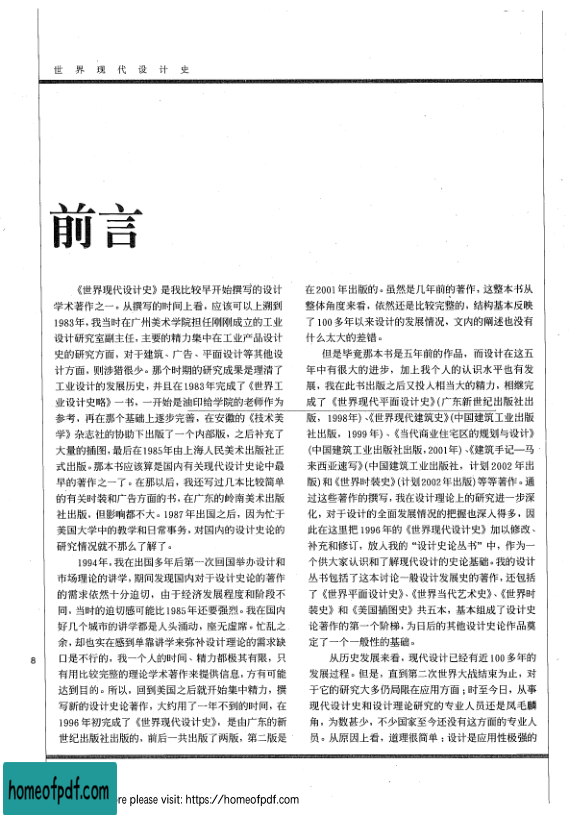 世界现代设计史
前言
《世界现代设计史》是我比较早开始撰写的设计
学术著作之一。从撰写的时间上看，应该可以上溯到
1983年，我当时在广州美术学院担任刚刚成立的工业
设计研究室副主任，主要的精力集中在工业产品设计
史的研究方面，对于建筑、广告、平面设计等其他设
计方面，则涉猎很少。那个时期的研究成果是理清了
工业设计的发展历史，并且在1983年完成了《世界工
业设计史略》一书，一开始是油印给学院的老师作为
参考，再在那个基础上逐步完善，在安徽的《技术美
学》杂志社的协助下出版了一个内部版，之后补充了
大量的插图，最后在1985年由上海人民美术出版社正
式出版。那本书应该算是国内有关现代设计史论中最
早的著作之一了。在那以后，我还写过几本比较简单
的有关时装和广告方面的书，在广东的岭南美术出版
社出版，但影响都不大。1987年出国之后，因为忙于
美国大学中的教学和日常事务，对国内的设计史论的
研究情况就不那么了解了。
1994年，我在出国多年后第一次回国举办设计和
市场理论的讲学，期间发现国内对于设计史论的著作
的需求依然十分迫切，由于经济发展程度和阶段不
同，当时的迫切感可能比1985年还要强烈。我在国内
好几个城市的讲学都是人头涌动，座无虚席。忙乱之
余，却也实在感到单靠讲学来弥补设计理论的需求缺
口是不行的，我一个人的时间、精力都极其有限，只
有用比较完整的理论学术著作来提供信息，方有可能
达到目的。所以，回到美国之后就开始集中精力，撰
写新的设计史论著作，大约用了一年不到的时间，在
1996年初完成了《世界现代设计史》，是由广东的新
世纪出版社出版的，前后一共出版了两版，第二版是
在2001年出版的。虽然是几年前的著作，这整本书从
整体角度来看，依然还是比较完整的，结构基本反映
了100多年以来设计的发展情况，文内的阐述也没有
什么太大的差错。
但是毕竟那本书是五年前的作品，而设计在这五
年中有很大的进步，加上我个人的认识水平也有发
展，我在此书出版之后又投入相当大的精力，相继完
成了《世界现代平面设计史》(广东新世纪出版社出
版，1998年)、《世界现代建筑史》(中国建筑工业出版
社出版，1999年)、《当代商业住宅区的规划与设计》
(中国建筑工业出版社出版，2001年)、《建筑手记—马
来西亚速写》(中国建筑工业出版社，计划2002年出
版)和《世界时装史》(计划2002年出版)等等著作。通
过这些著作的撰写，我在设计理论上的研究进一步深
化，对于设计的全面发展情况的把握也深入得多，因
此在这里把1996年的《世界现代设计史》加以修改、
补充和修订，放人我的“设计史论丛书”中，作为一
个供大家认识和了解现代设计的史论基础。我的设计
丛书包括了这本讨论一般设计发展史的著作，还包括
了《世界平面设计史》、《世界当代艺术史》、《世界时
装史》和《美国插图史》共五本，基本组成了设计史
论著作的第一个阶梯，为日后的其他设计史论作品奠
定了一个一般性的基础。
从历史发展来看，现代设计已经有近100多年的
发展过程。但是，直到第二次世界大战结束为止，对
于它的研究大多仍局限在应用方面；时至今日，从事
现代设计史和设计理论研究的专业人员还是凤毛麟
角，为数甚少，不少国家至今还没有这方面的专业人
员。从原因上看，道理很简单：设计是应用性极强的
8
homeofpdf.com
re please visit: https://homeofpdf.com